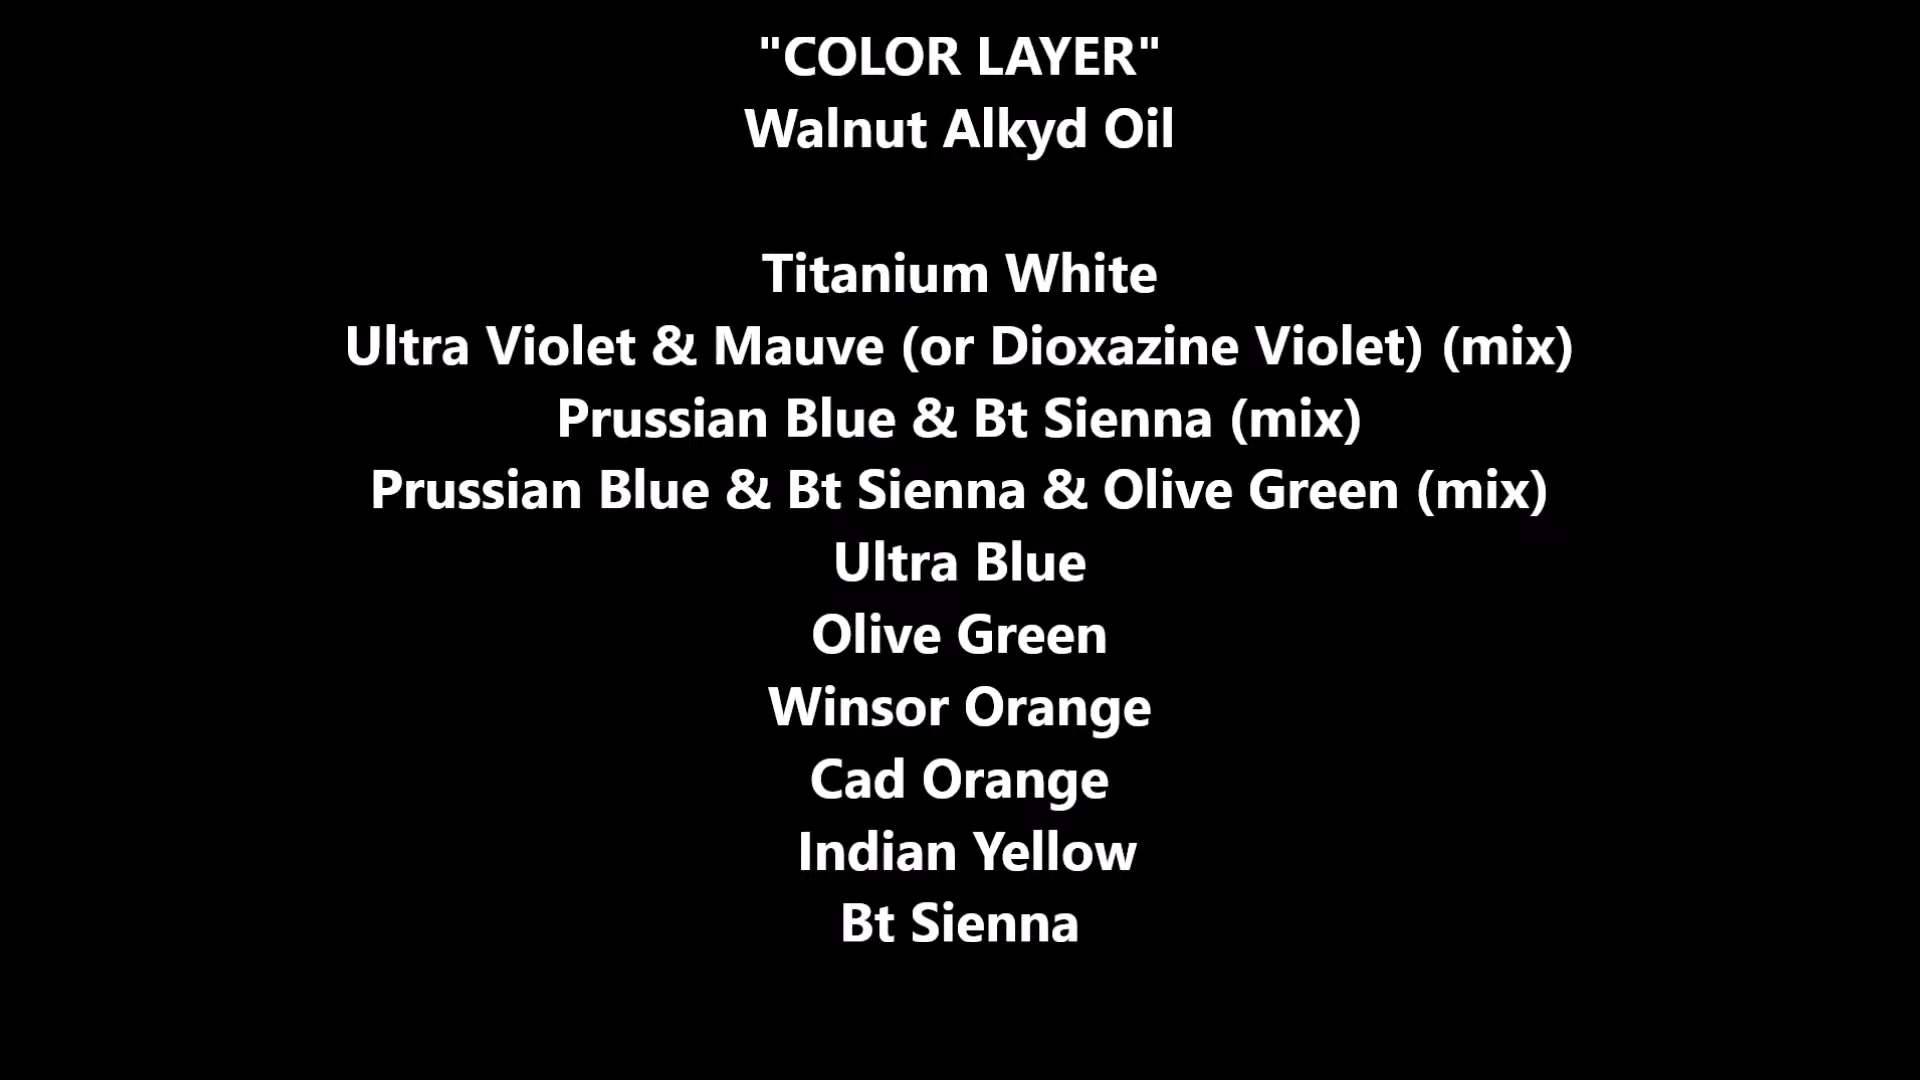 "COLOR LAYER"
Walnut Alkyd Oil
Titanium White
Ultra Violet & Mauve (or Dioxazine Violet) (mix)
Prussian Blue & Bt Sienna (mix)
Prussian Blue & Bt Sienna & Olive Green (mix)
Ultra Blue
Olive Green
Winsor Orange
Cad Orange
Indian Yellow
Bt Sienna